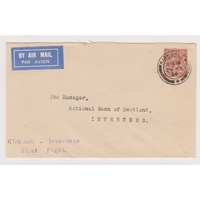 BY AIR MAIL
PAR AVION
The Manager,
National Bank of Scotland,
INVERNESS.
Kirkwall - Inverness
First Flight.